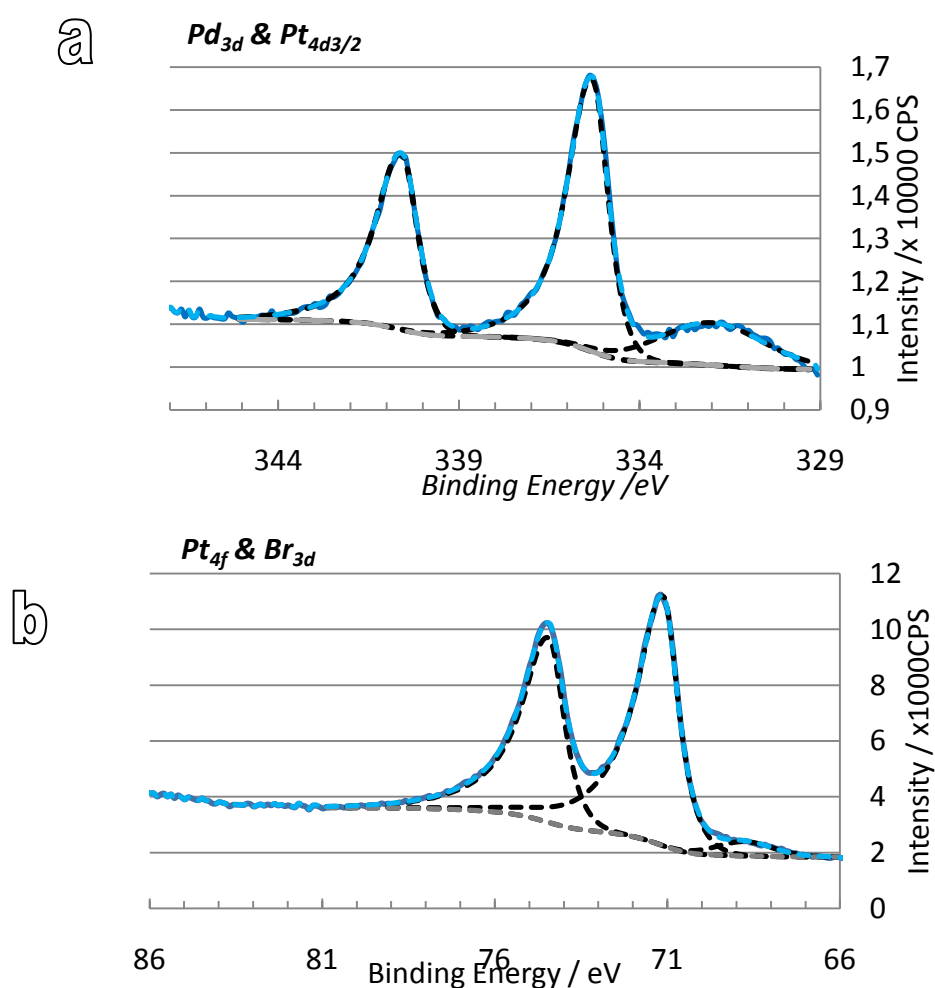 a
Pd3d & Pt4d3/2
1,7
1,6
1,5
1,4
1,3
1,2
1,1
1
0,9
Intensity /x 10000 CPS
344 339 334 329
Binding Energy /eV
b
Pt4f & Br3d
12
10
8
6
4
2
0
Intensity / x1000CPS
86 81 76 71 66
Binding Energy / eV